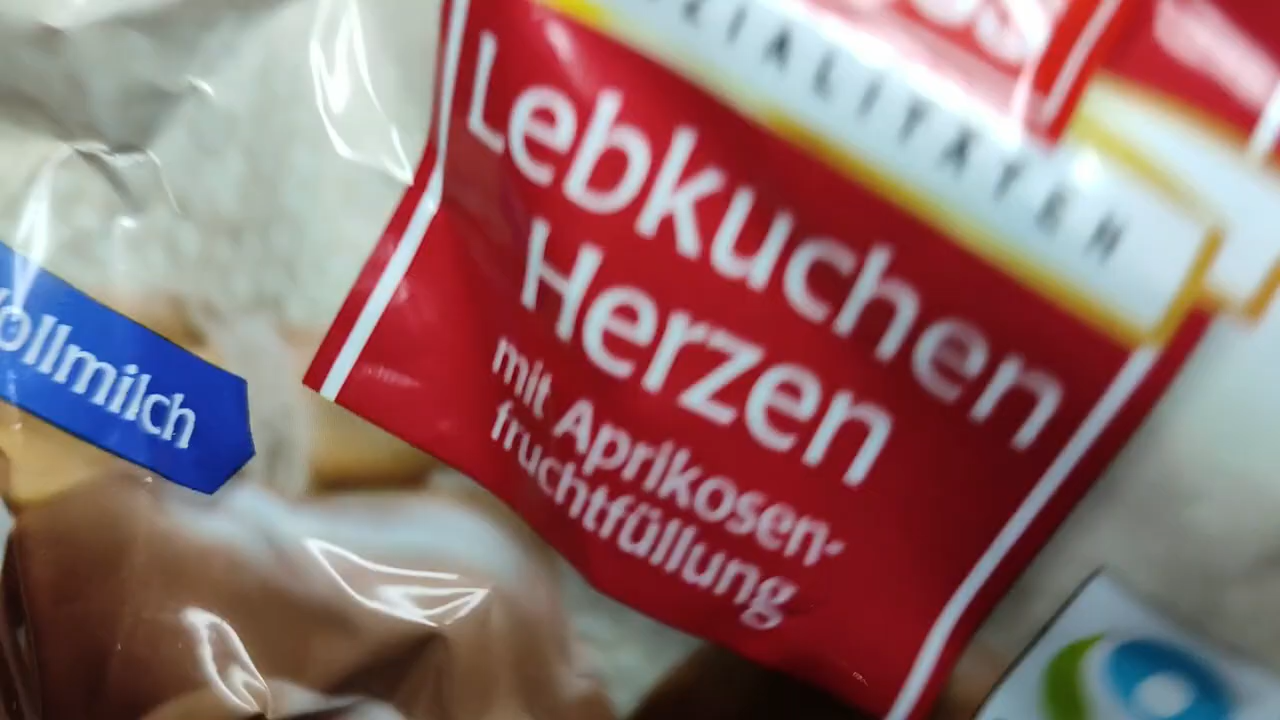 Lebkuchen
Herzen
mit Aprikosen-
fruchtfüllung
ollmilch